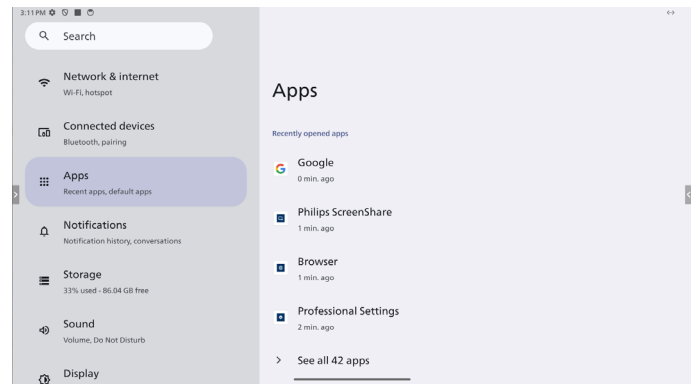 3:11 PM
Search
Network & internet
Wi-Fi, hotspot
Connected devices
Bluetooth, pairing
Apps
Recent apps, default apps
Notifications
Notification history, conversations
Storage
33% used - 86.04 GB free
Sound
Volume, Do Not Disturb
Display
Apps
Recently opened apps
Google
0 min. ago
Philips ScreenShare
1 min. ago
Browser
1 min. ago
Professional Settings
2 min. ago
See all 42 apps